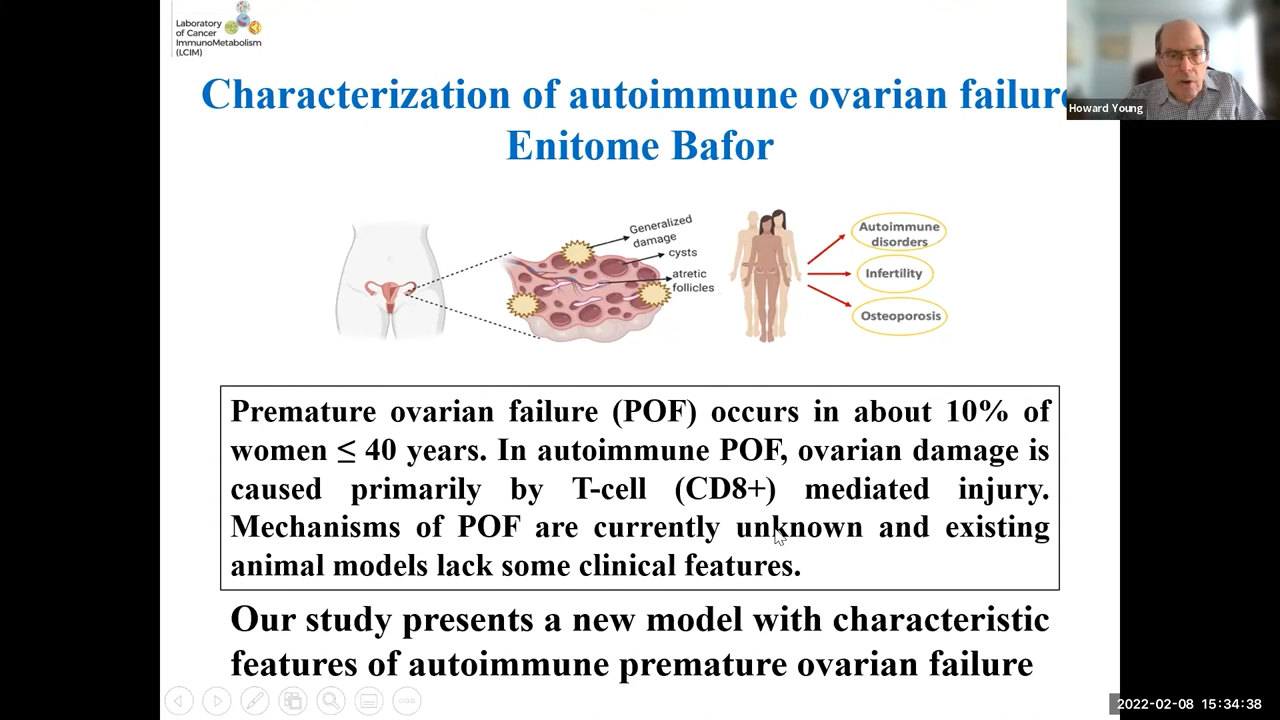 Laboratory
of Cancer
ImmunoMetabolism
(LCIM)
Characterization of autoimmune ovarian failure
Enitome Bafor
Howard Young
Generalized
damage
cysts
atretic
follicles
Autoimmune
disorders
Infertility
Osteoporosis
Premature ovarian failure (POF) occurs in about 10% of
women ≤ 40 years. In autoimmune POF, ovarian damage is
caused primarily by T-cell (CD8+) mediated injury.
Mechanisms of POF are currently unknown and existing
animal models lack some clinical features.
Our study presents a new model with characteristic
features of autoimmune premature ovarian failure
2022-02-08 15:34:38